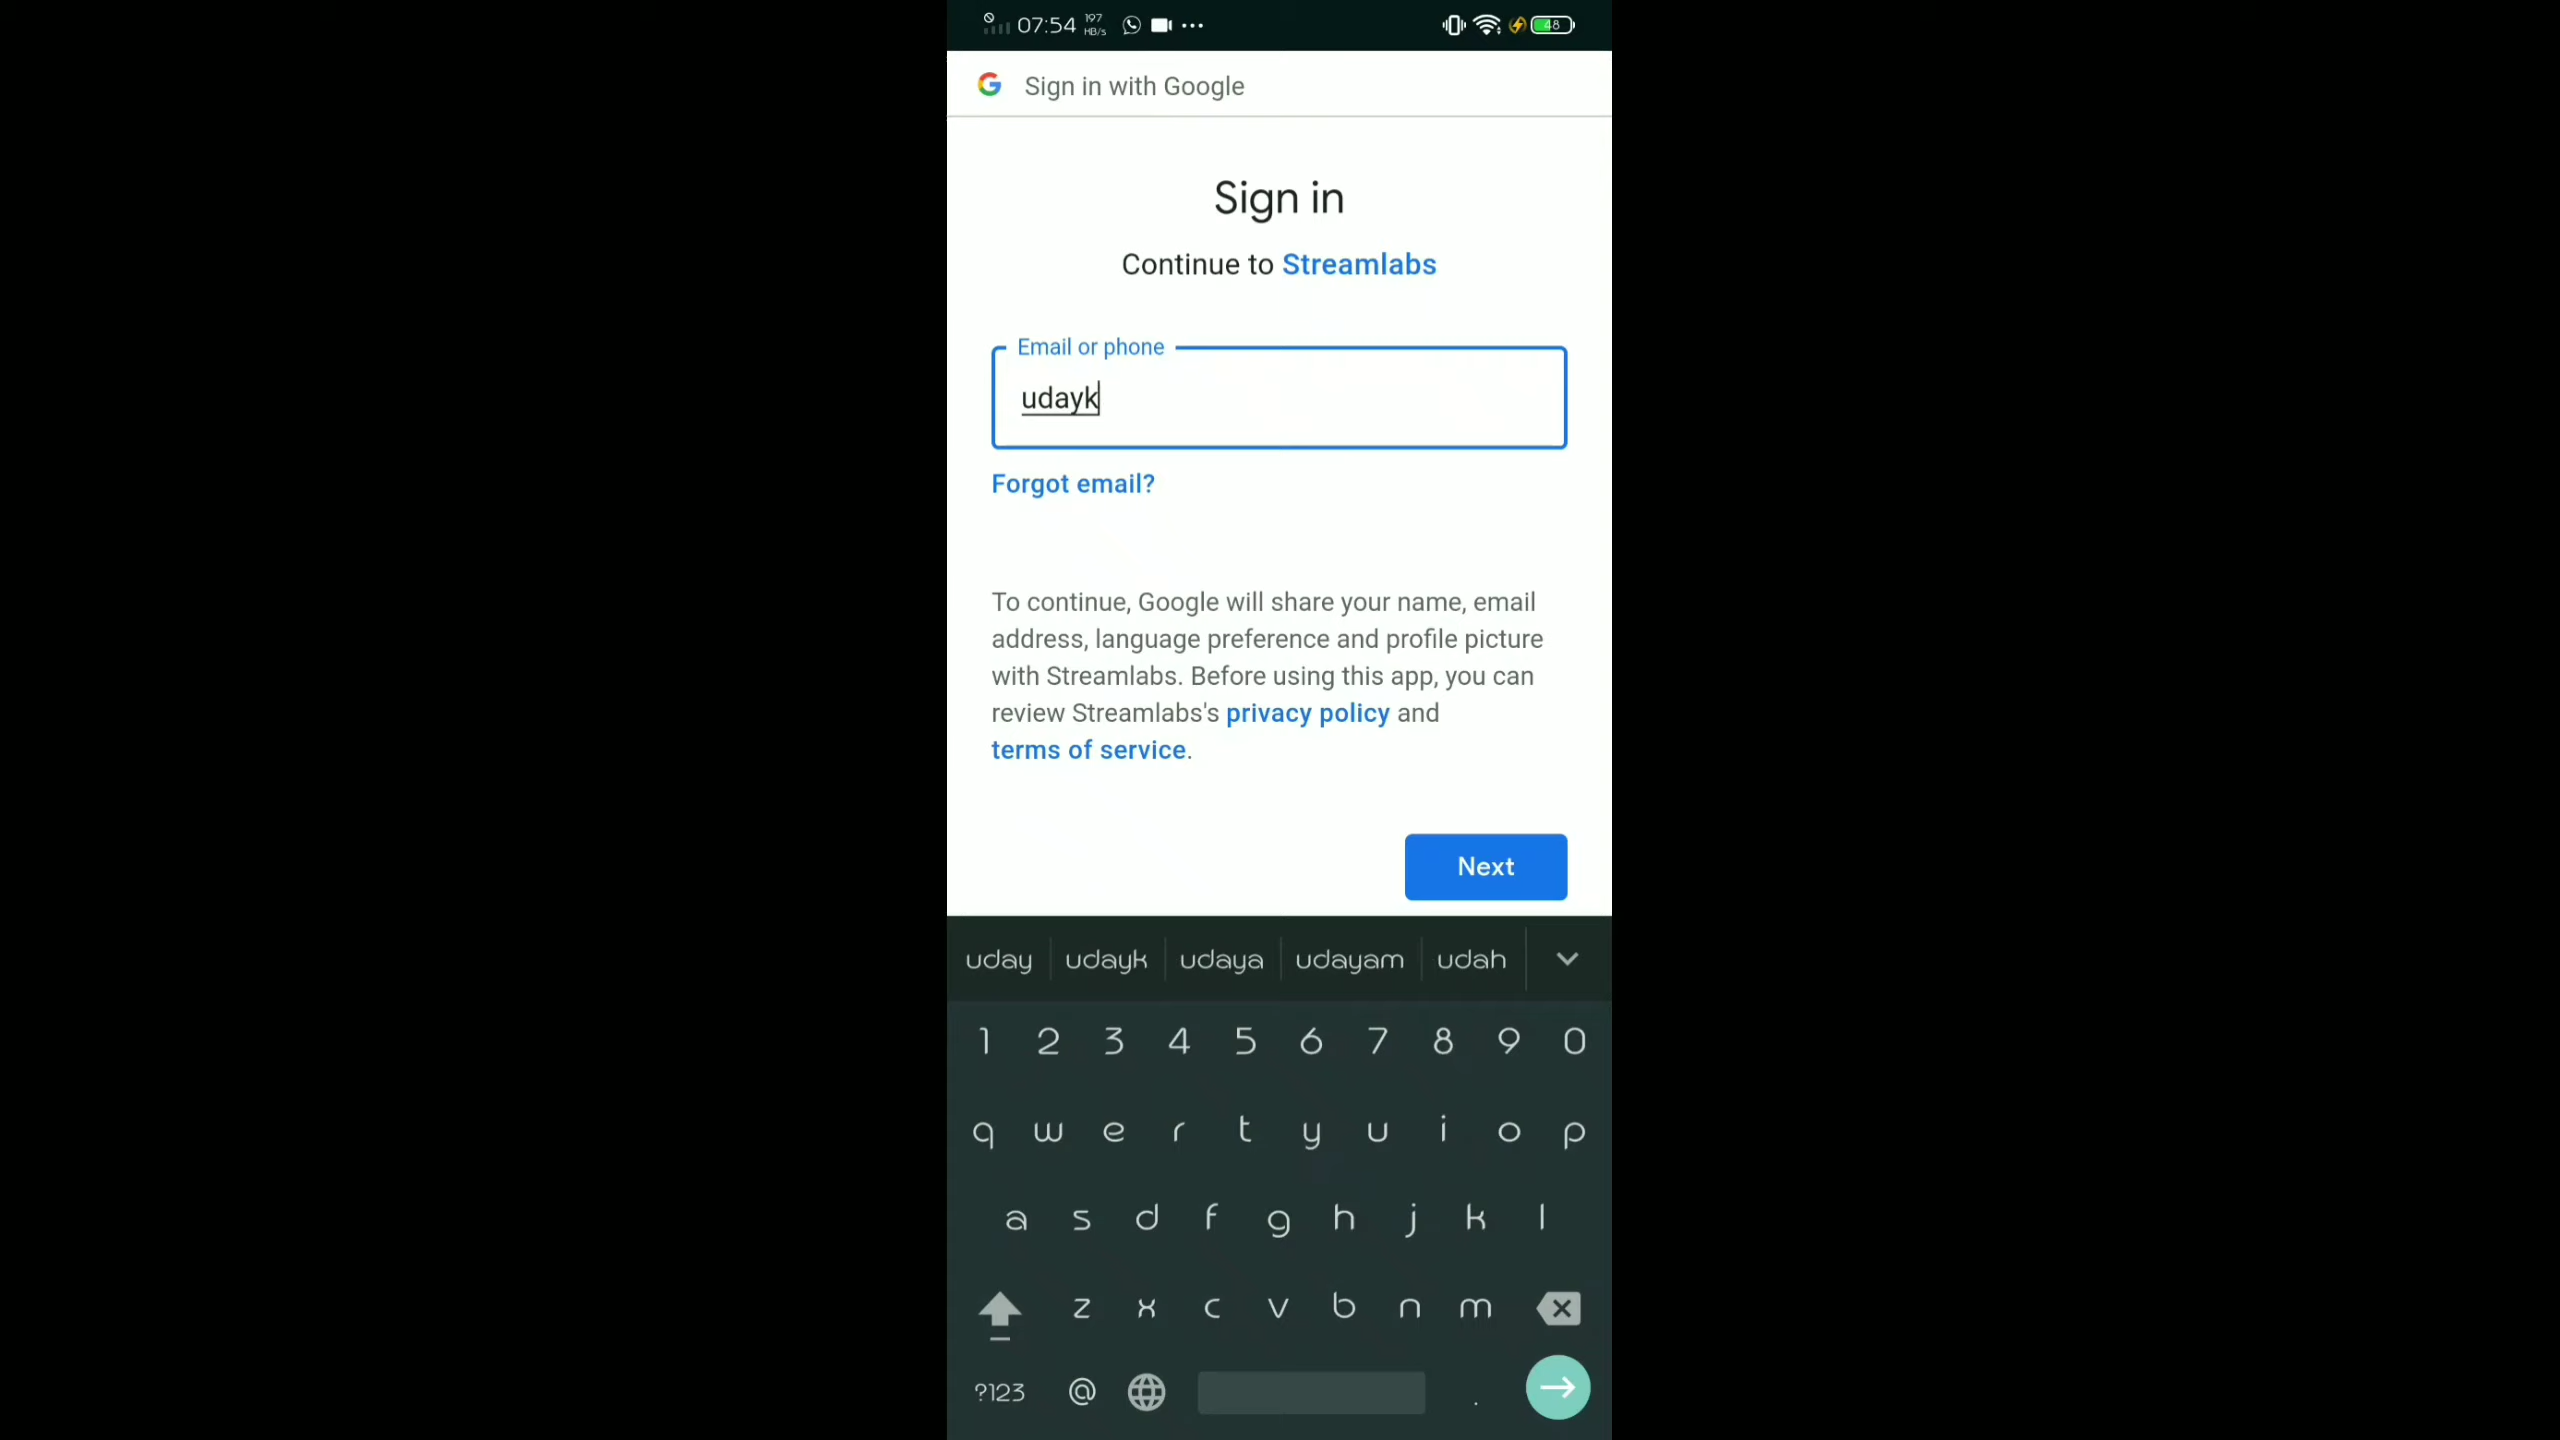 07:54 197 HB/s 48
Sign in with Google
Sign in
Continue to Streamlabs
Email or phone
udayk
Forgot email?
To continue, Google will share your name, email
address, language preference and profile picture
with Streamlabs. Before using this app, you can
review Streamlabs's privacy policy and
terms of service.
Next
uday udayk udaya udayam udah
1 2 3 4 5 6 7 8 9 0
q w e r t y u i o p
a s d f g h j k l
z x c v b n m
?123 @ .